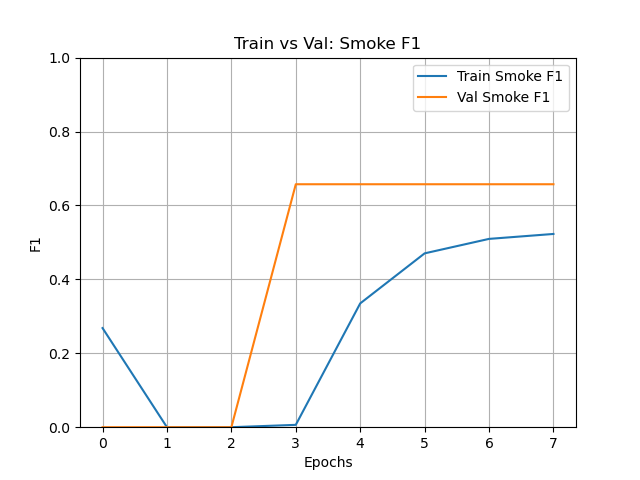 Train vs Val: Smoke F1
Train Smoke F1
Val Smoke F1
1.0
0.8
0.6
0.4
0.2
0.0
F1
0 1 2 3 4 5 6 7
Epochs